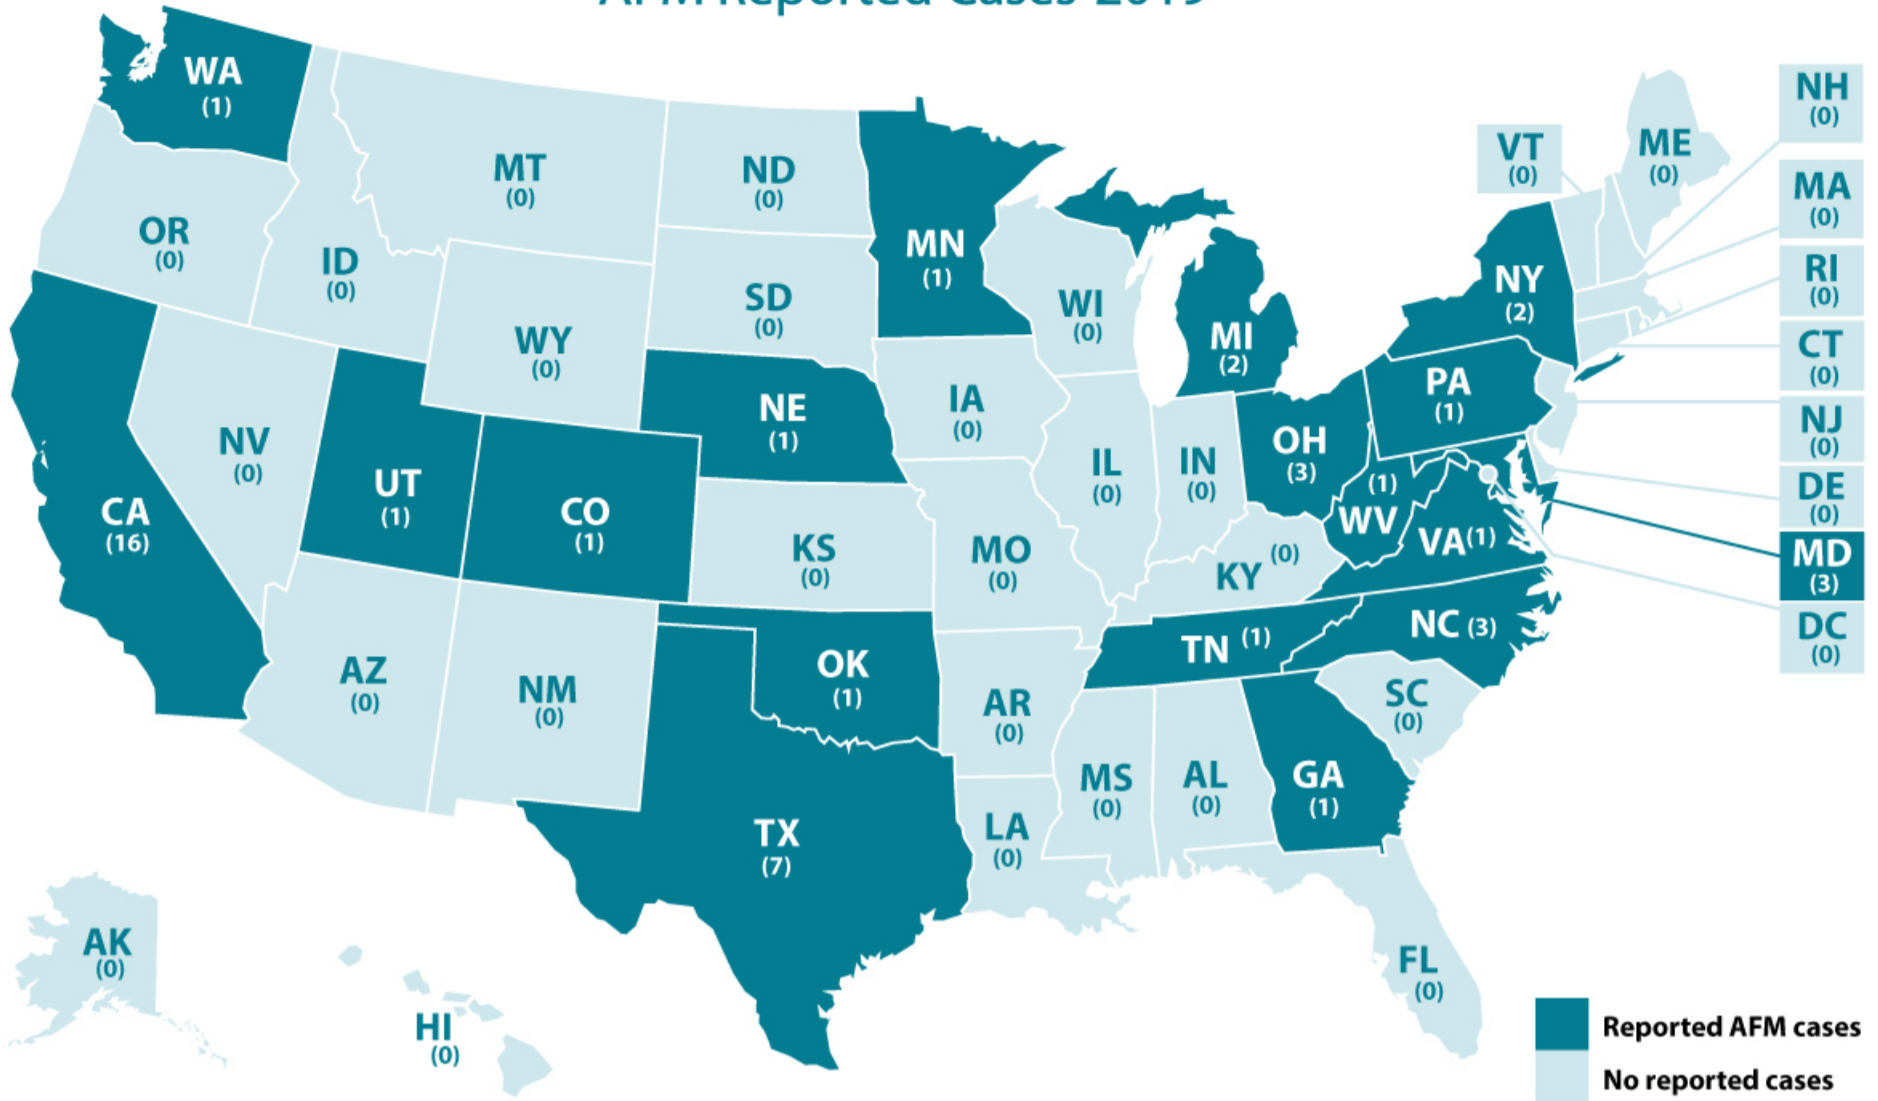 AFM Reported Cases 2019
WA
(1)
OR
(0)
ID
(0)
MT
(0)
ND
(0)
MN
(1)
WI
(0)
MI
(2)
NY
(2)
VT
(0)
ME
(0)
NH
(0)
MA
(0)
RI
(0)
CT
(0)
NJ
(0)
DE
(0)
MD
(3)
DC
(0)
SD
(0)
WY
(0)
NE
(1)
IA
(0)
IL
(0)
IN
(0)
OH
(3)
PA
(1)
(1)
WV
VA(1)
CA
(16)
NV
(0)
UT
(1)
CO
(1)
KS
(0)
MO
(0)
KY (0)
TN (1)
NC (3)
SC
(0)
AZ
(0)
NM
(0)
OK
(1)
AR
(0)
MS
(0)
AL
(0)
GA
(1)
TX
(7)
LA
(0)
FL
(0)
AK
(0)
HI
(0)
Reported AFM cases
No reported cases